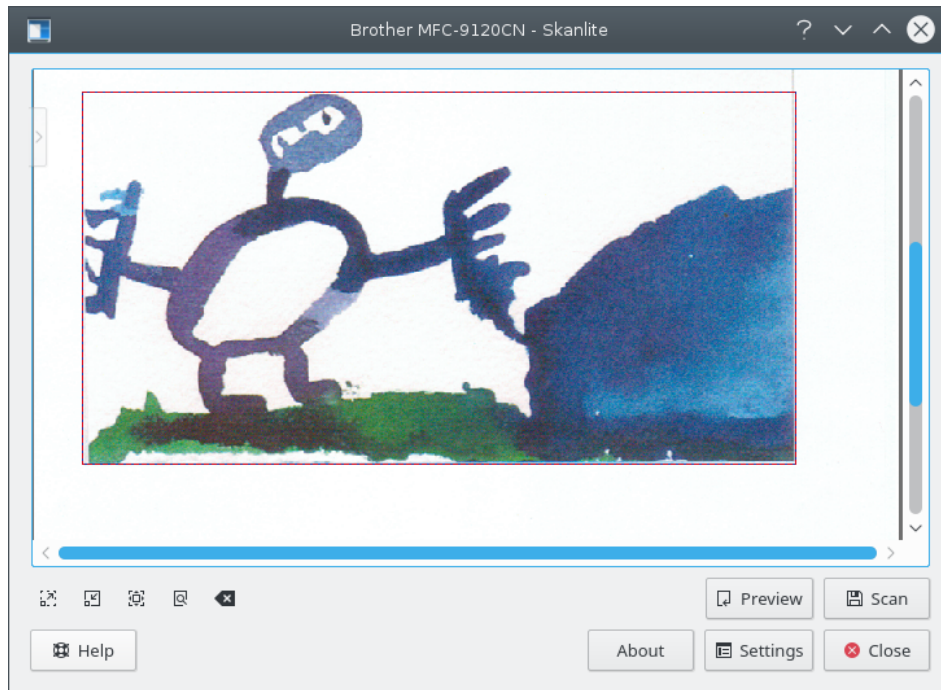 Brother MFC-9120CN - Skanlite
Preview
Scan
Help
About
Settings
Close